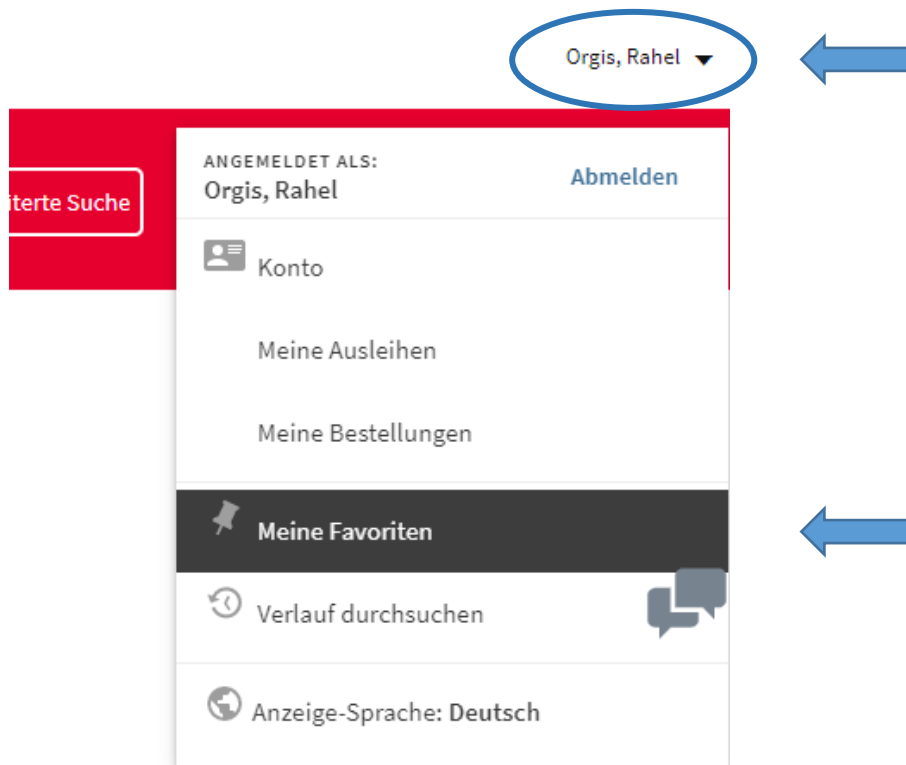 Orgis, Rahel
ANGEMELDET ALS:
Orgis, Rahel
Abmelden
iterte Suche
Konto
Meine Ausleihen
Meine Bestellungen
Meine Favoriten
Verlauf durchsuchen
Anzeige-Sprache: Deutsch